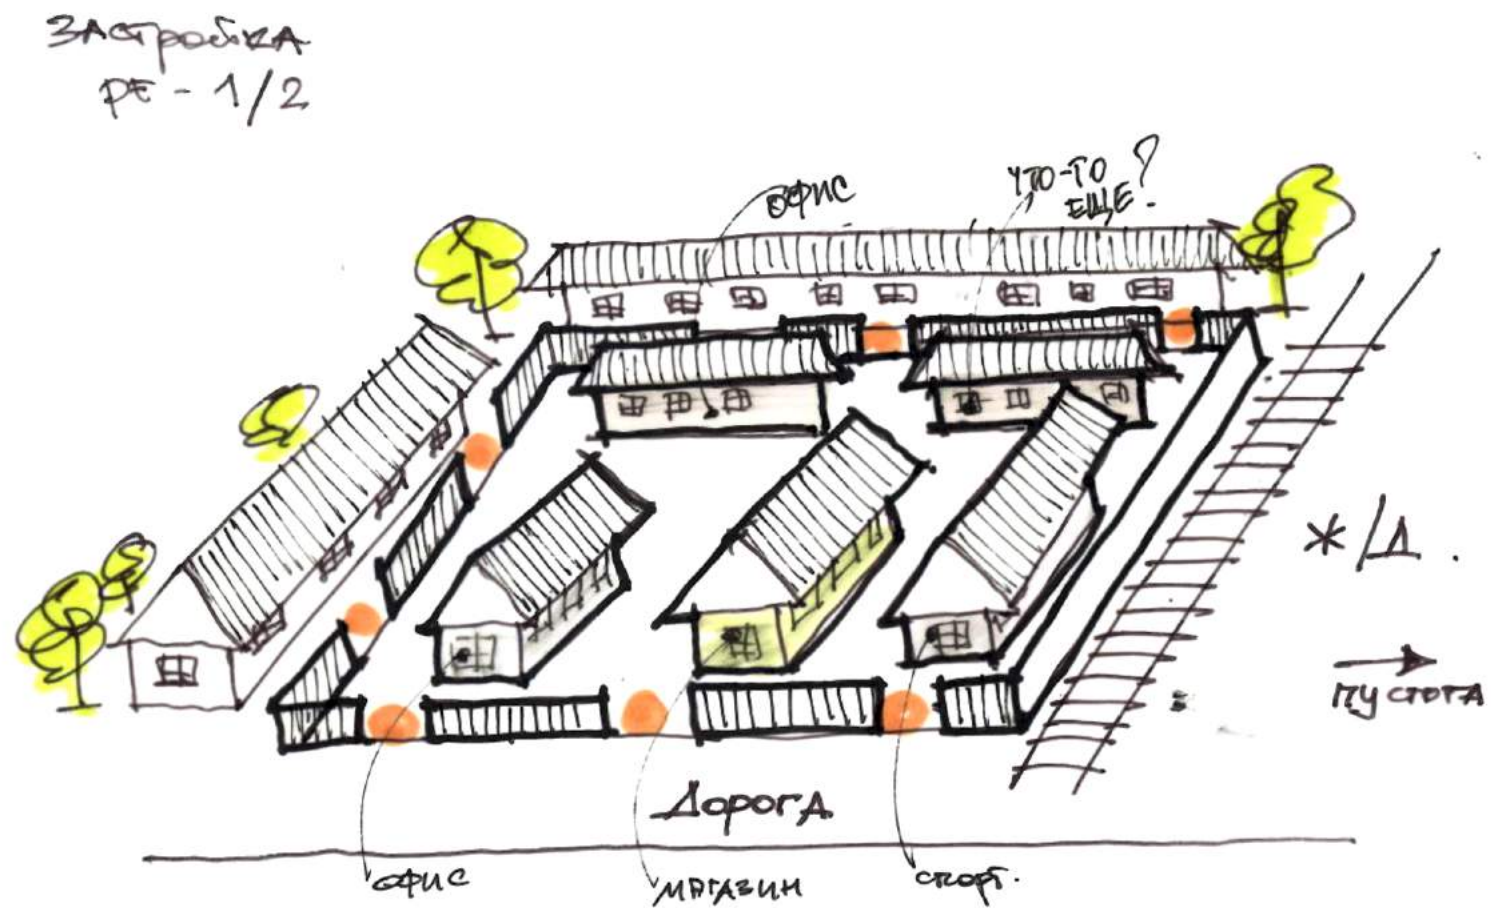 ЗАстройкА
РЕ - 1/2
ОФИС
ЧТО-ТО
ЕЩЕ?
Ж/Д.
ПУСТОТА
ДОРОГА
ОФИС
МАГАЗИН
СПОРТ.